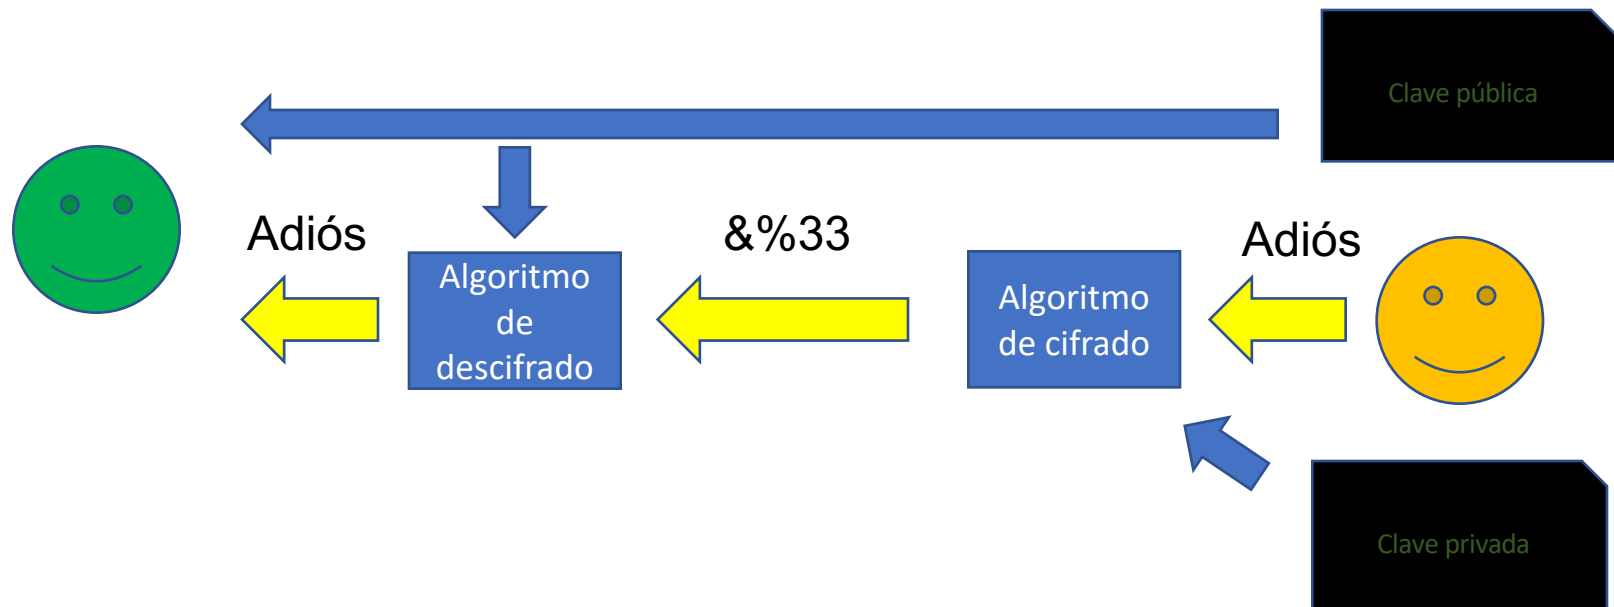 Clave pública
Adiós
&%33
Adiós
Algoritmo
de
descifrado
Algoritmo
de cifrado
Clave privada